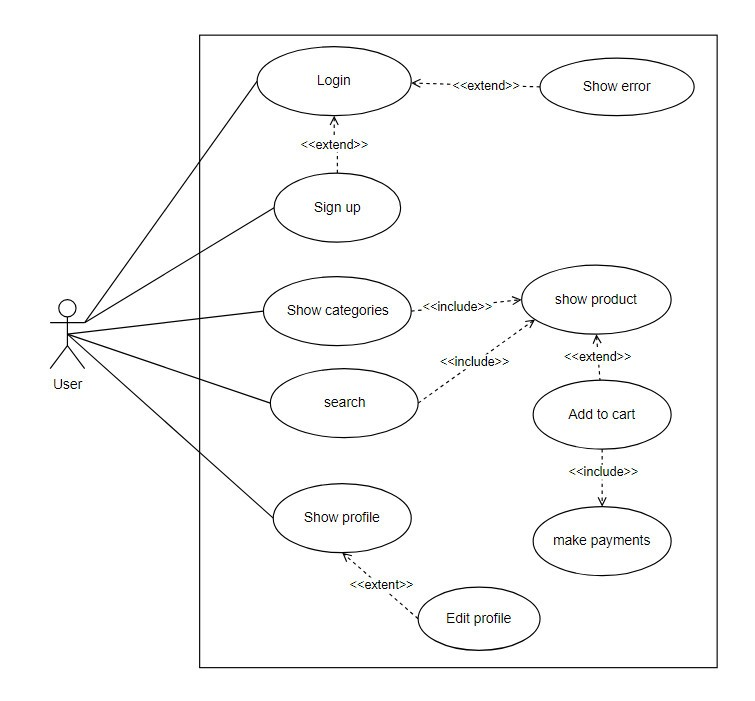 Login
<<extend>>
Show error
<<extend>>
Sign up
Show categories
<<include>>
show product
<<include>>
<<extend>>
User
search
Add to cart
<<include>>
Show profile
make payments
<<extent>>
Edit profile